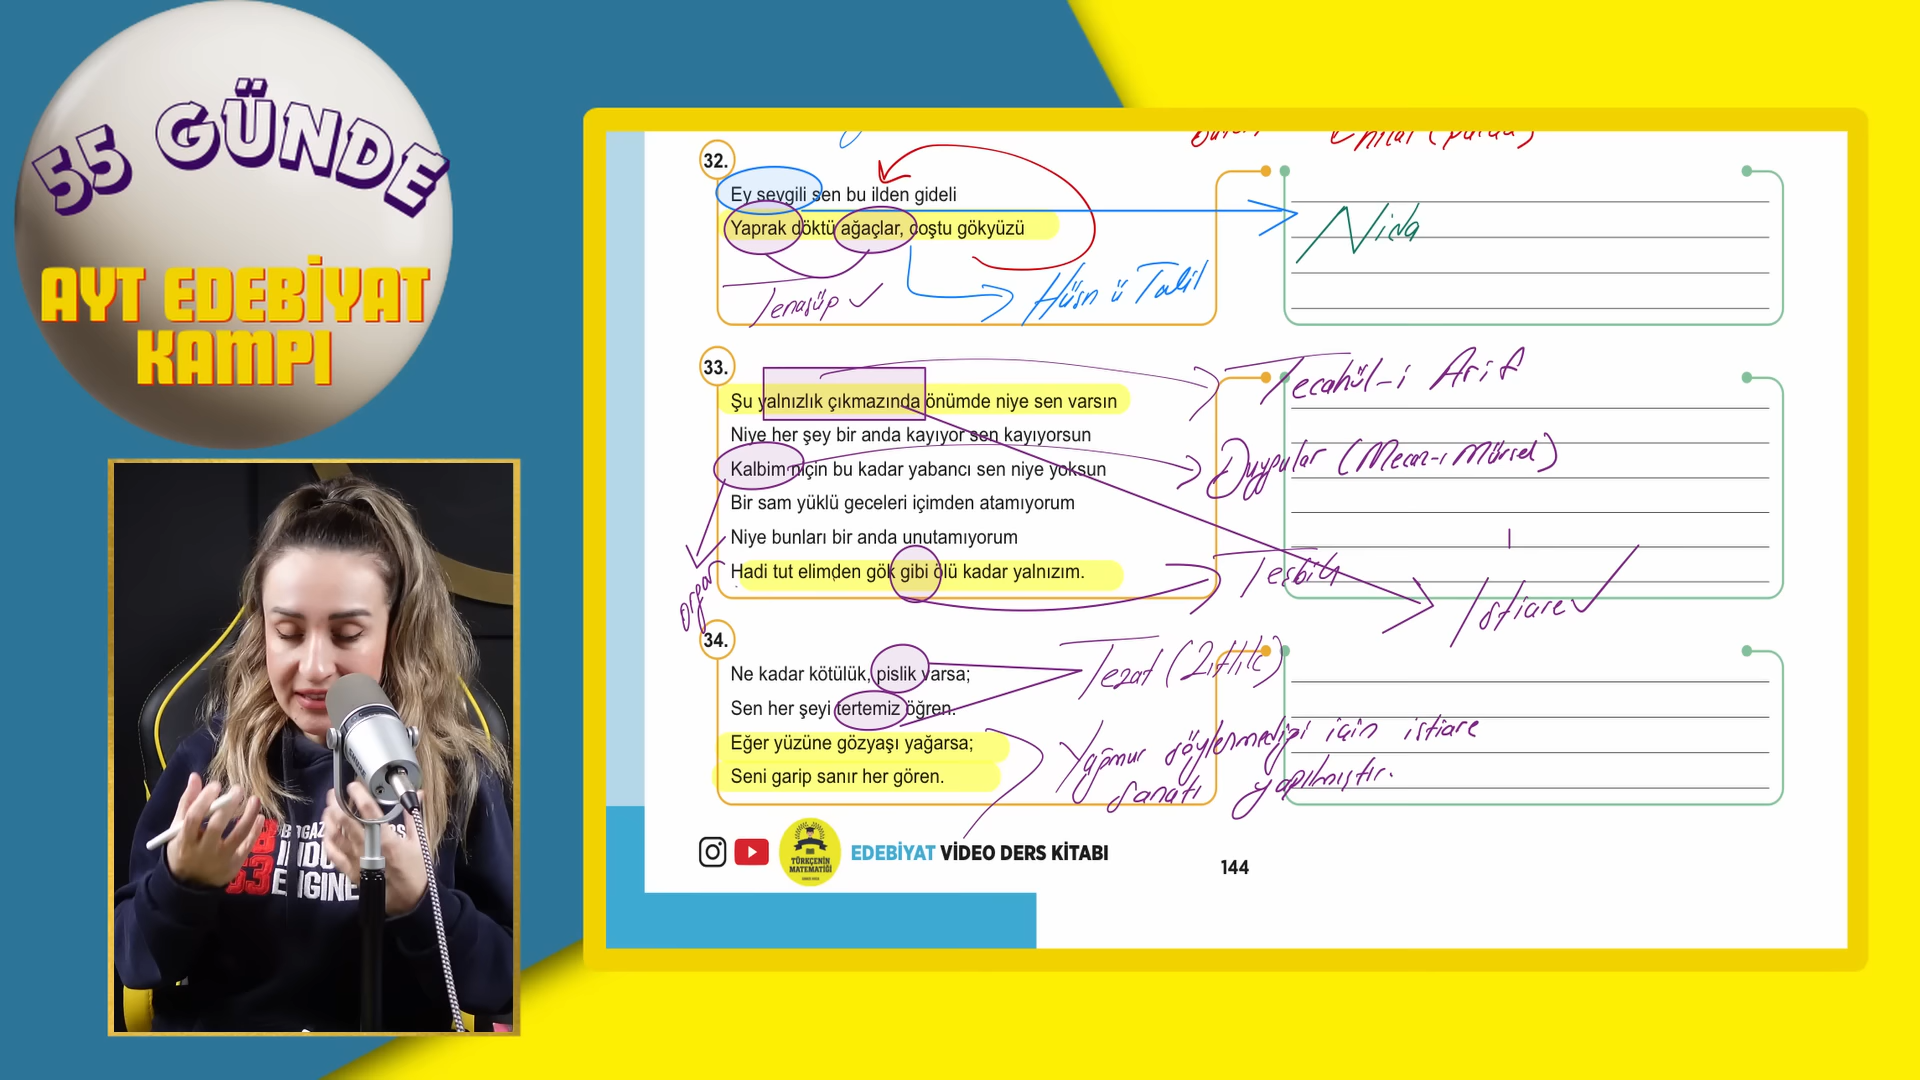 55 GÜNDE
AYT EDEBİYAT
KAMPI
32.
Ey sevgili sen bu ilden gideli
Yaprak döktü ağaçlar, coştu gökyüzü
Tenasüp ✓
Hüsn ü Talil
Nida
33.
Şu yalnızlık çıkmazında önümde niye sen varsın
Niye her şey bir anda kayıyor sen kayıyorsun
Kalbim niçin bu kadar yabancı sen niye yoksun
Bir sam yüklü geceleri içimden atamıyorum
Niye bunları bir anda unutamıyorum
Hadi tut elimden gök gibi ölü kadar yalnızım.
organ
Tecahül-i Arif
Duygular (Mecaz-ı Mürsel)
Teşbih
İstiare ✓
34.
Ne kadar kötülük, pislik varsa;
Sen her şeyi tertemiz öğren.
Eğer yüzüne gözyaşı yağarsa;
Seni garip sanır her gören.
Tezat (Zıtlık)
Yağmur söylenmediği için istiare
sanatı yapılmıştır.
TÜRKÇENİN
MATEMATİĞİ
EDEBİYAT VİDEO DERS KİTABI
144